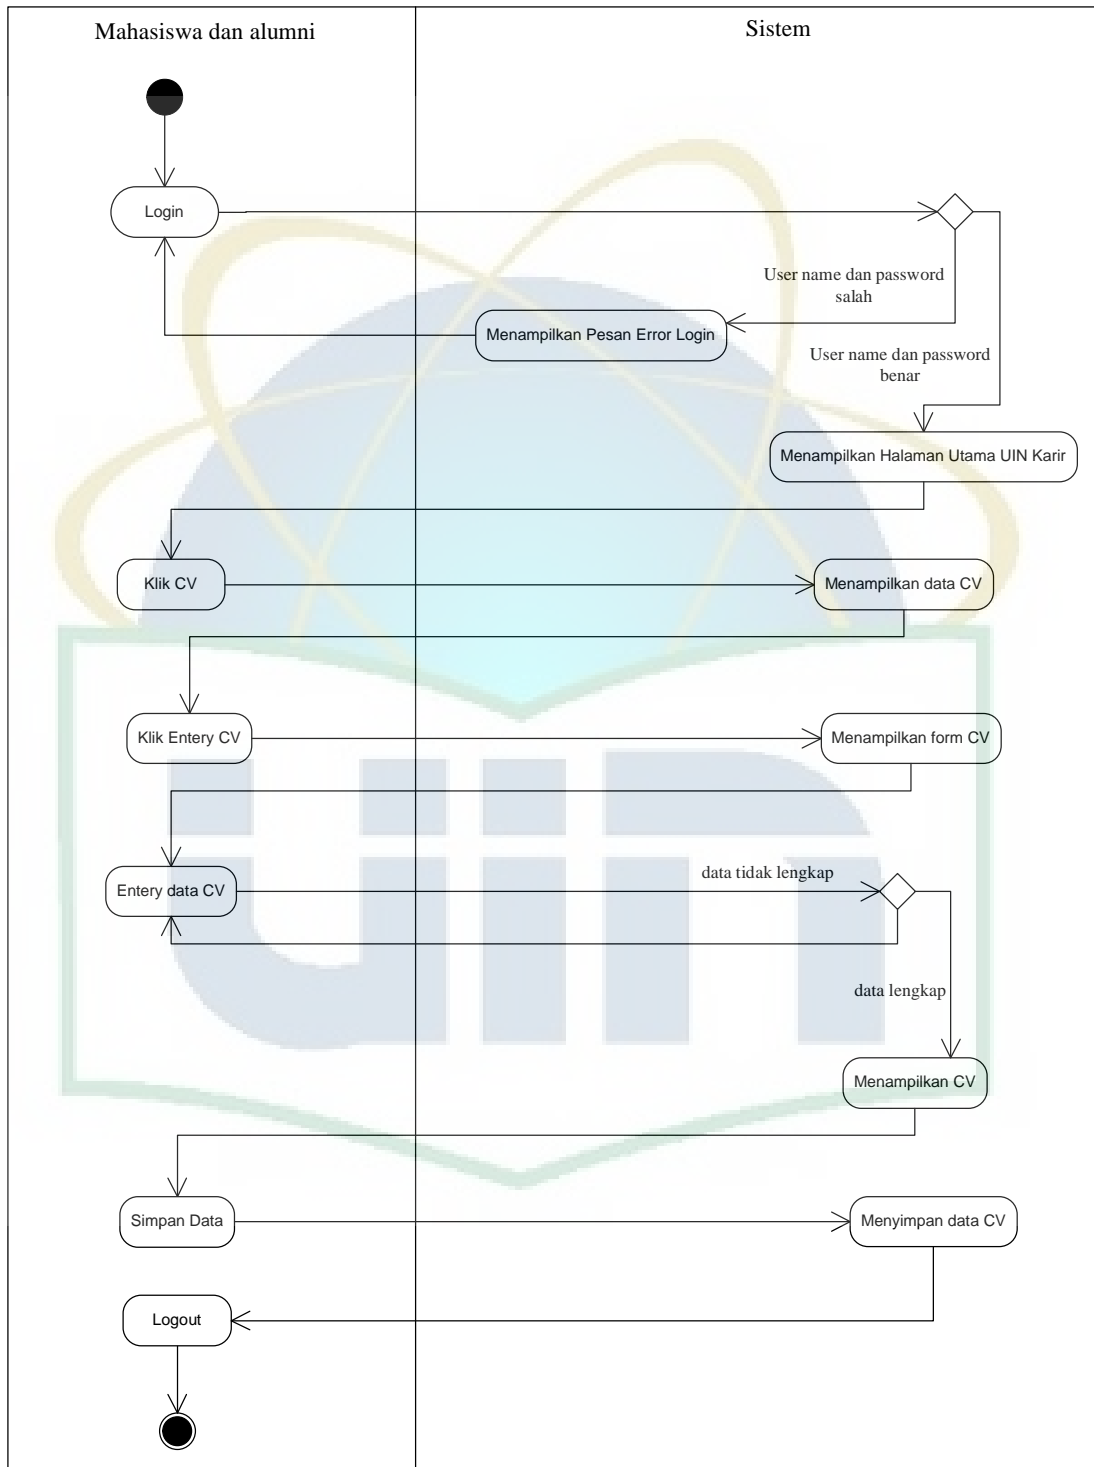 Mahasiswa dan alumni
Sistem
Login
User name dan password
salah
Menampilkan Pesan Error Login
User name dan password
benar
Menampilkan Halaman Utama UIN Karir
Klik CV
Menampilkan data CV
Klik Entery CV
Menampilkan form CV
Entery data CV
data tidak lengkap
data lengkap
Menampilkan CV
Simpan Data
Menyimpan data CV
Logout
uin